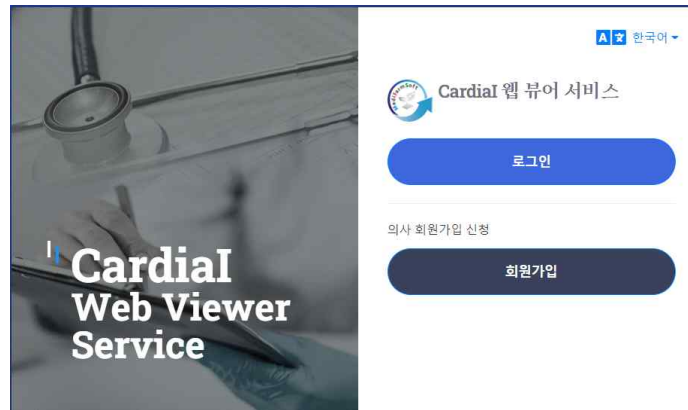 한국어
CardiaI 웹 뷰어 서비스
로그인
의사 회원가입 신청
회원가입
CardiaI
Web Viewer
Service